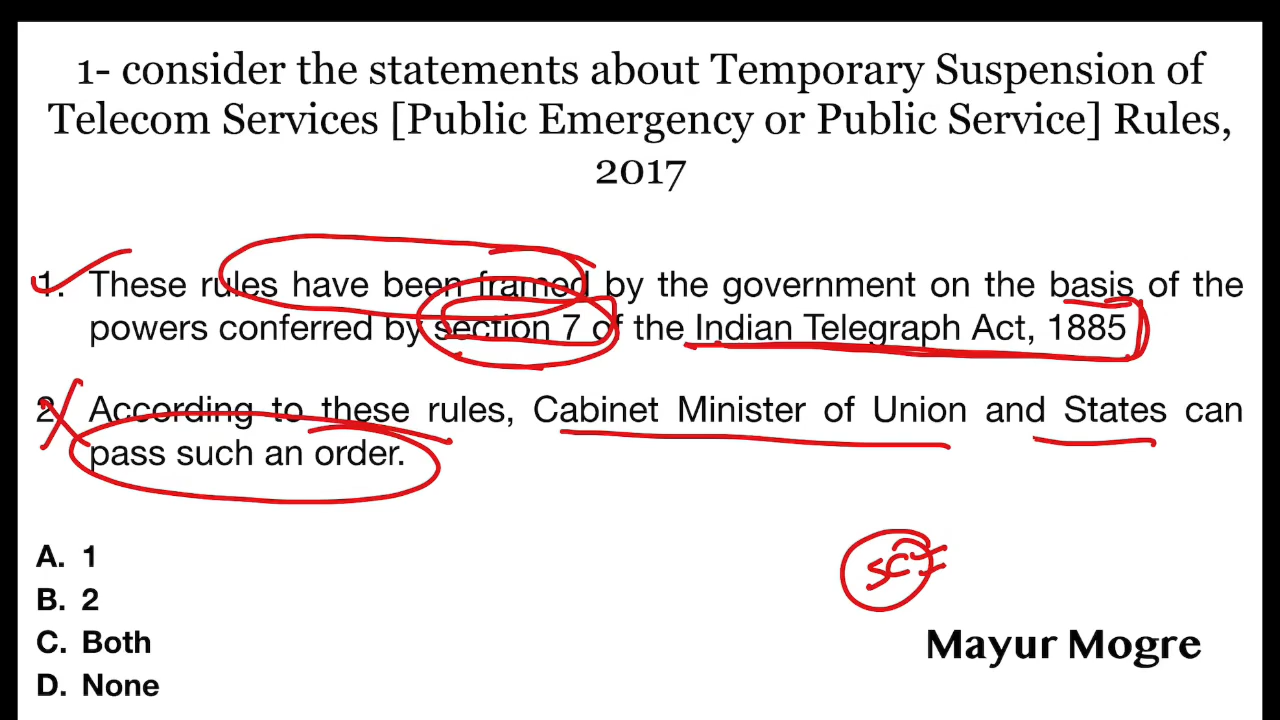 1- consider the statements about Temporary Suspension of
Telecom Services [Public Emergency or Public Service] Rules,
2017
1. These rules have been framed by the government on the basis of the
powers conferred by section 7 of the Indian Telegraph Act, 1885
2. According to these rules, Cabinet Minister of Union and States can
pass such an order.
A. 1
B. 2
C. Both
D. None
Mayur Mogre